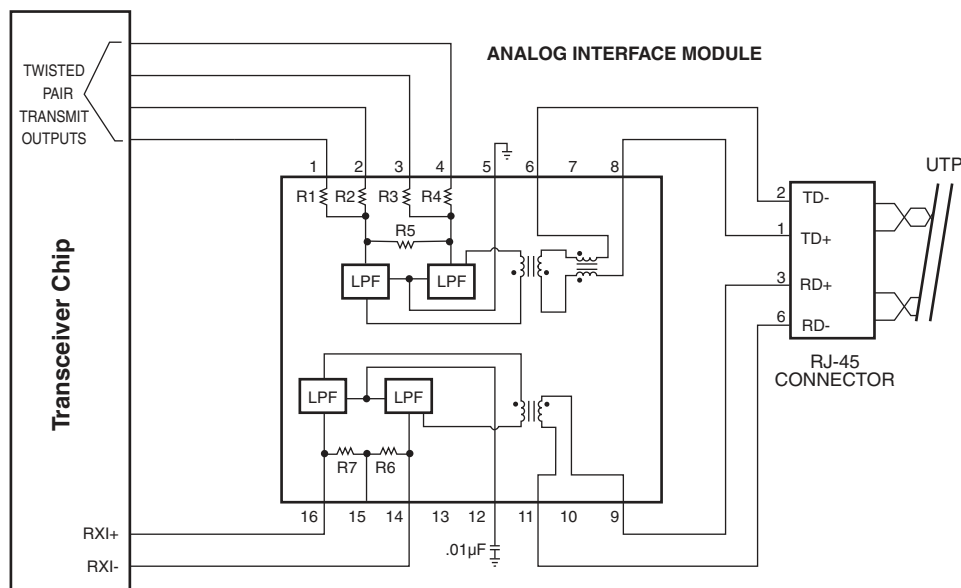 ANALOG INTERFACE MODULE
TWISTED
PAIR
TRANSMIT
OUTPUTS
Transceiver Chip
1 2 3 4 5 6 7 8
R1 R2 R3 R4
R5
LPF LPF
UTP
2 TD-
1 TD+
3 RD+
6 RD-
RJ-45
CONNECTOR
LPF LPF
R7 R6
16 15 14 13 12 11 10 9
RXI+
.01µF
RXI-